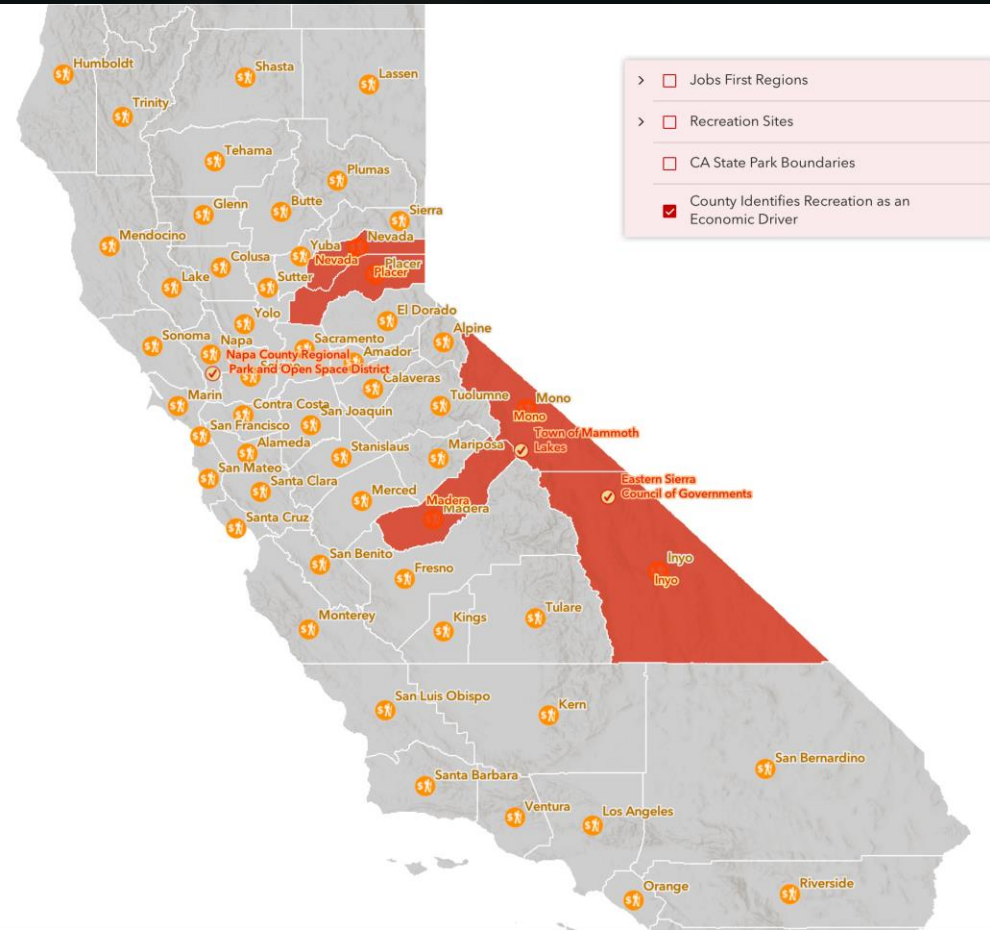 Jobs First Regions
Recreation Sites
CA State Park Boundaries
County Identifies Recreation as an
Economic Driver
Humboldt
Shasta
Lassen
Trinity
Tehama
Plumas
Glenn
Butte
Sierra
Mendocino
Yuba
Nevada
Nevada
Colusa
Placer
Placer
Lake
Sutter
Yolo
El Dorado
Sonoma
Napa
Sacramento
Alpine
Amador
Napa County Regional
Park and Open Space District
Calaveras
Marin
Contra Costa
Tuolumne
Mono
Mono
San Francisco
San Joaquin
Town of Mammoth
Lakes
Alameda
Stanislaus
Mariposa
San Mateo
Santa Clara
Merced
Eastern Sierra
Council of Governments
Madera
Madera
Santa Cruz
San Benito
Fresno
Inyo
Inyo
Monterey
Kings
Tulare
San Luis Obispo
Kern
San Bernardino
Santa Barbara
Ventura
Los Angeles
Orange
Riverside